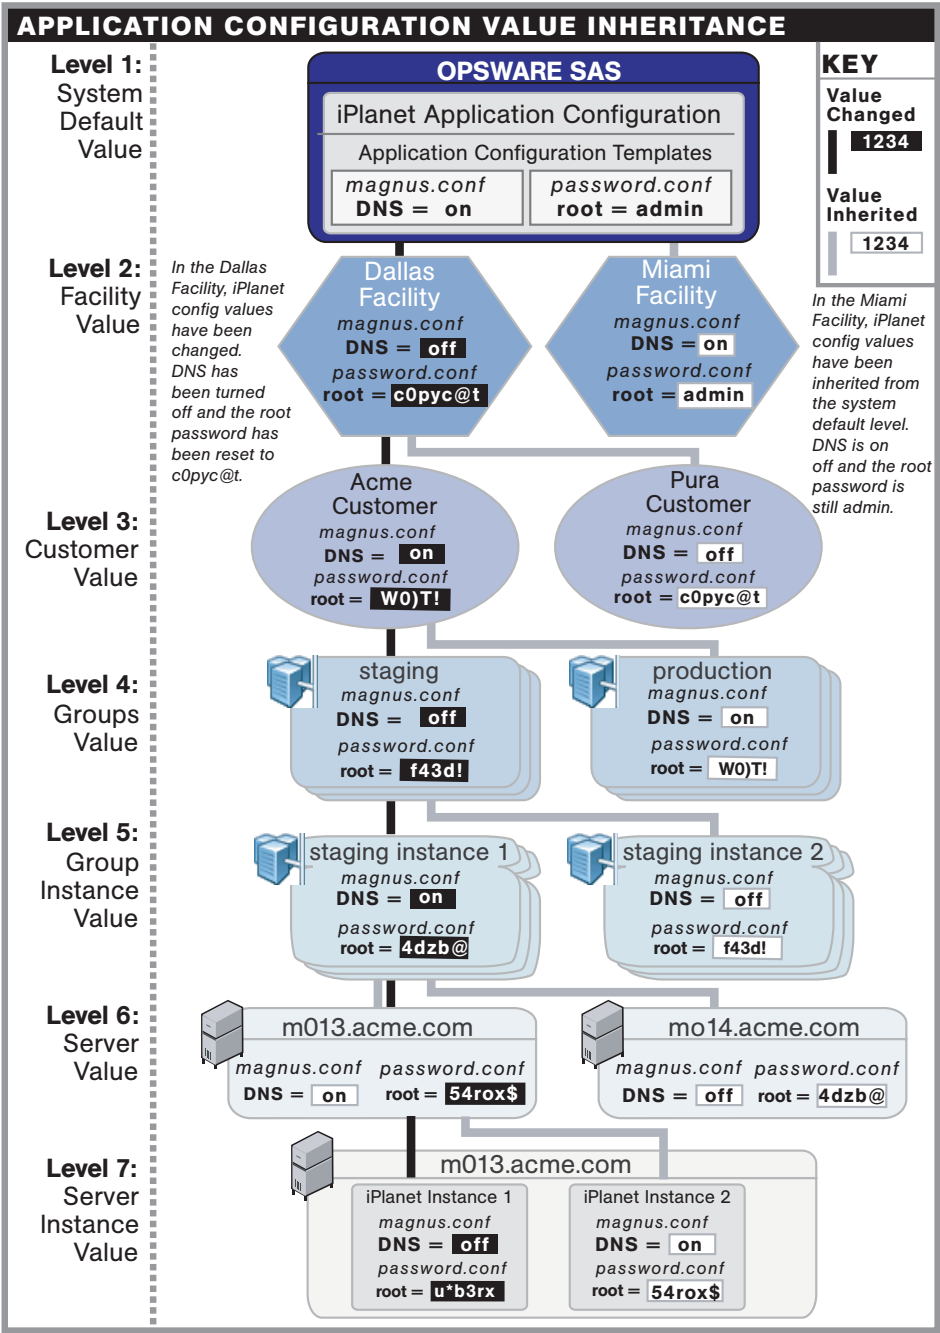 APPLICATION CONFIGURATION VALUE INHERITANCE
Level 1:
System
Default
Value
OPSWARE SAS
iPlanet Application Configuration
Application Configuration Templates
magnus.conf
DNS = on
password.conf
root = admin
KEY
Value
Changed
1234
Value
Inherited
1234
Level 2:
Facility
Value
In the Dallas
Facility, iPlanet
config values
have been
changed.
DNS has
been turned
off and the root
password has
been reset to
c0pyc@t.
Dallas
Facility
magnus.conf
DNS = off
password.conf
root = c0pyc@t
Miami
Facility
magnus.conf
DNS = on
password.conf
root = admin
In the Miami
Facility, iPlanet
config values
have been
inherited from
the system
default level.
DNS is on
off and the root
password is
still admin.
Level 3:
Customer
Value
Acme
Customer
magnus.conf
DNS = on
password.conf
root = W0)T!
Pura
Customer
magnus.conf
DNS = off
password.conf
root = c0pyc@t
Level 4:
Groups
Value
staging
magnus.conf
DNS = off
password.conf
root = f43d!
production
magnus.conf
DNS = on
password.conf
root = W0)T!
Level 5:
Group
Instance
Value
staging instance 1
magnus.conf
DNS = on
password.conf
root = 4dzb@
staging instance 2
magnus.conf
DNS = off
password.conf
root = f43d!
Level 6:
Server
Value
m013.acme.com
magnus.conf password.conf
DNS = on root = 54rox$
mo14.acme.com
magnus.conf password.conf
DNS = off root = 4dzb@
Level 7:
Server
Instance
Value
m013.acme.com
iPlanet Instance 1
magnus.conf
DNS = off
password.conf
root = u*b3rx
iPlanet Instance 2
magnus.conf
DNS = on
password.conf
root = 54rox$